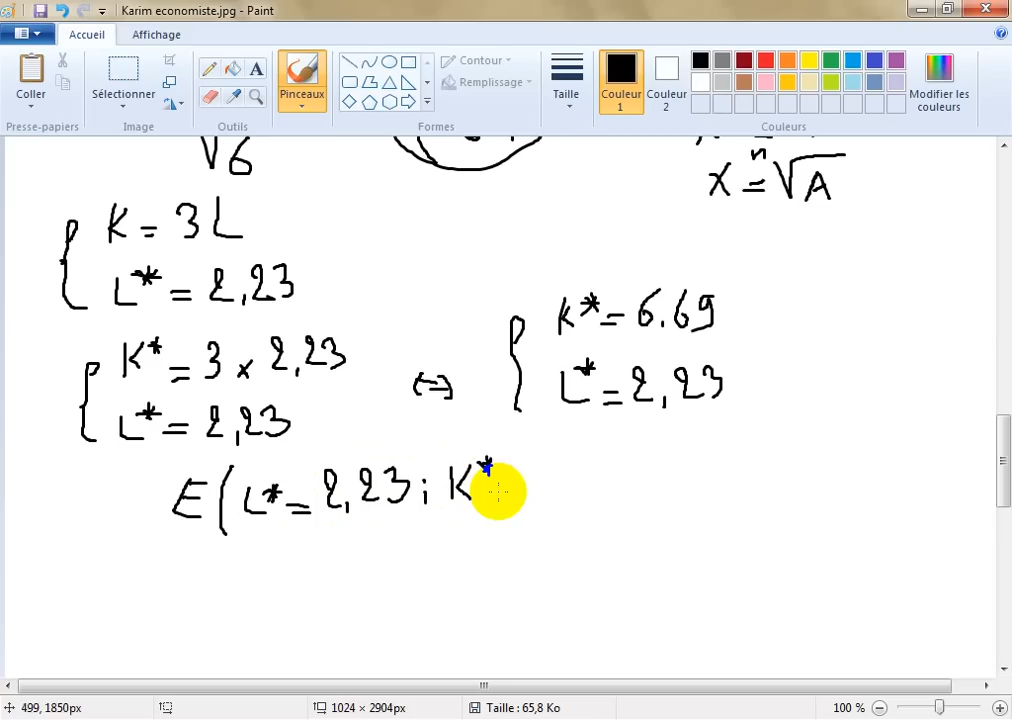 Karim economiste.jpg - Paint
Accueil Affichage
Coller
Sélectionner
Pinceaux
Contour
Remplissage
Taille
Couleur 1
Couleur 2
Modifier les couleurs
Presse-papiers Image Outils Formes Couleurs
√6
n
X = √A
K = 3L
L* = 2,23
K* = 6.69
K* = 3 × 2,23
↔
L* = 2,23
L* = 2,23
E ( L* = 2,23 ; K*
499, 1850px 1024 × 2904px Taille : 65,8 Ko 100 %